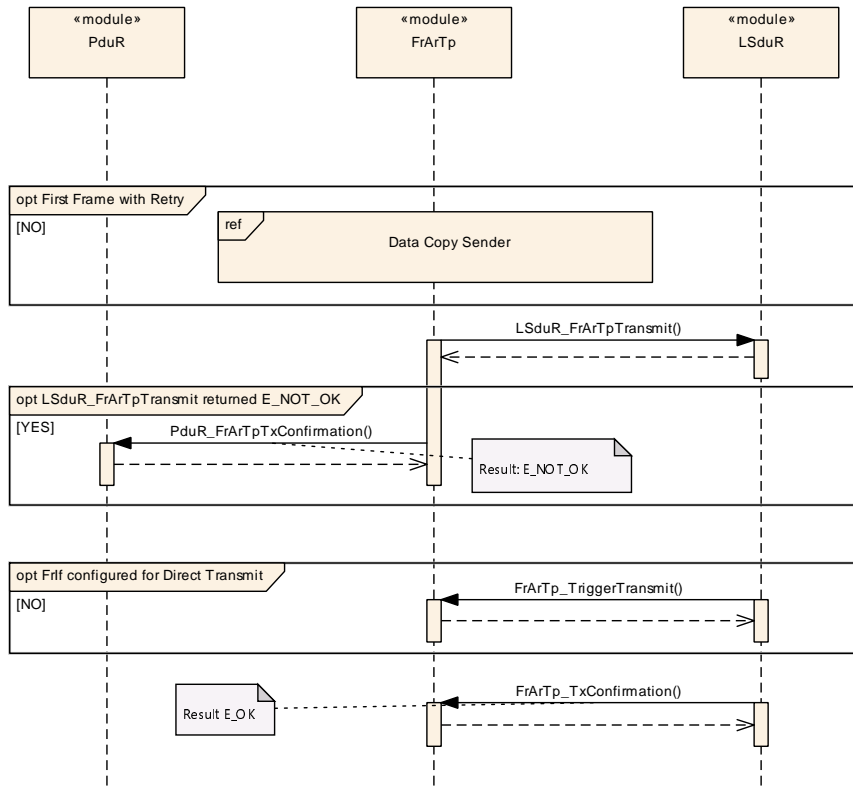 «module»
PduR
«module»
FrArTp
«module»
LSduR
opt First Frame with Retry
[NO]
ref
Data Copy Sender
LSduR_FrArTpTransmit()
opt LSduR_FrArTpTransmit returned E_NOT_OK
[YES]
PduR_FrArTpTxConfirmation()
Result: E_NOT_OK
opt FrIf configured for Direct Transmit
[NO]
FrArTp_TriggerTransmit()
FrArTp_TxConfirmation()
Result E_OK